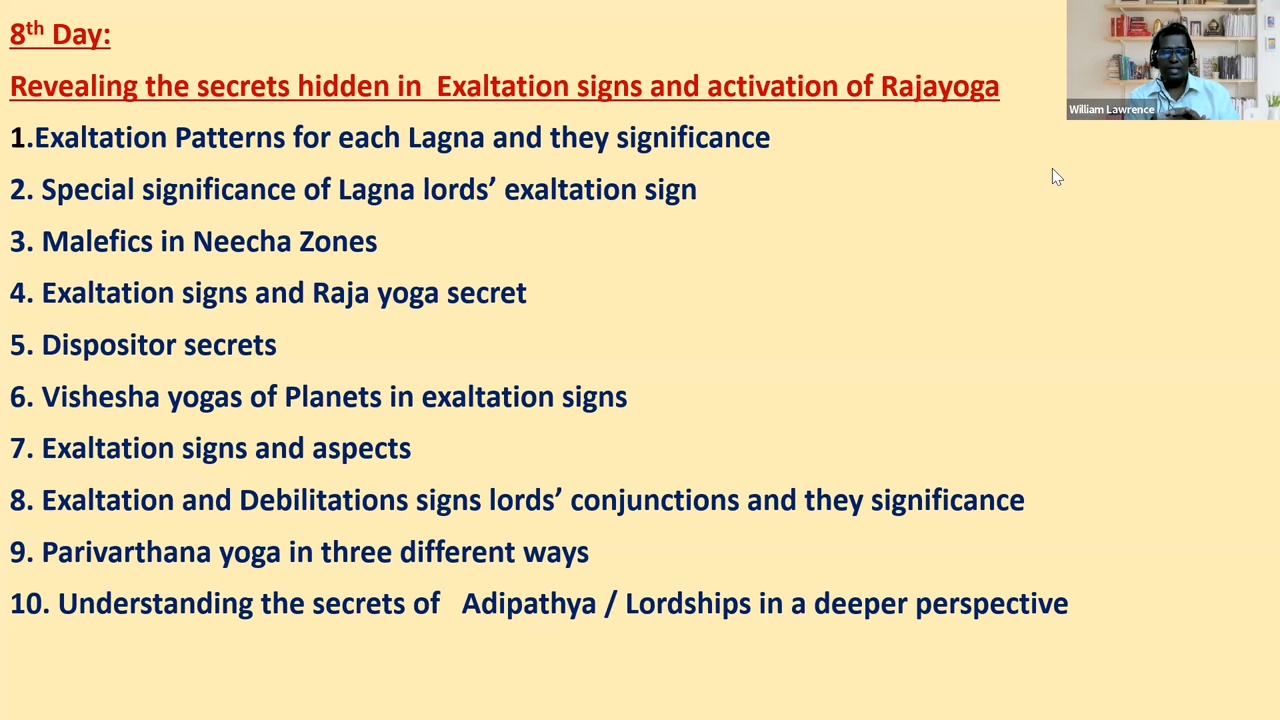 8th Day:
Revealing the secrets hidden in Exaltation signs and activation of Rajayoga
William Lawrence
1.Exaltation Patterns for each Lagna and they significance
2. Special significance of Lagna lords’ exaltation sign
3. Malefics in Neecha Zones
4. Exaltation signs and Raja yoga secret
5. Dispositor secrets
6. Vishesha yogas of Planets in exaltation signs
7. Exaltation signs and aspects
8. Exaltation and Debilitations signs lords’ conjunctions and they significance
9. Parivarthana yoga in three different ways
10. Understanding the secrets of Adipathya / Lordships in a deeper perspective